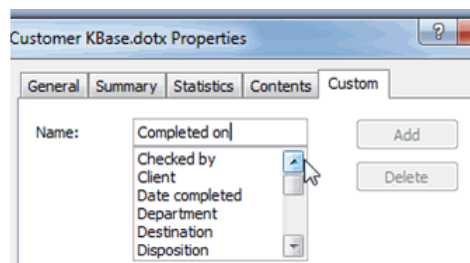 Customer KBase.dotx Properties
?
General Summary Statistics Contents Custom
Name: Completed on Add
Checked by
Client Delete
Date completed
Department
Destination
Disposition